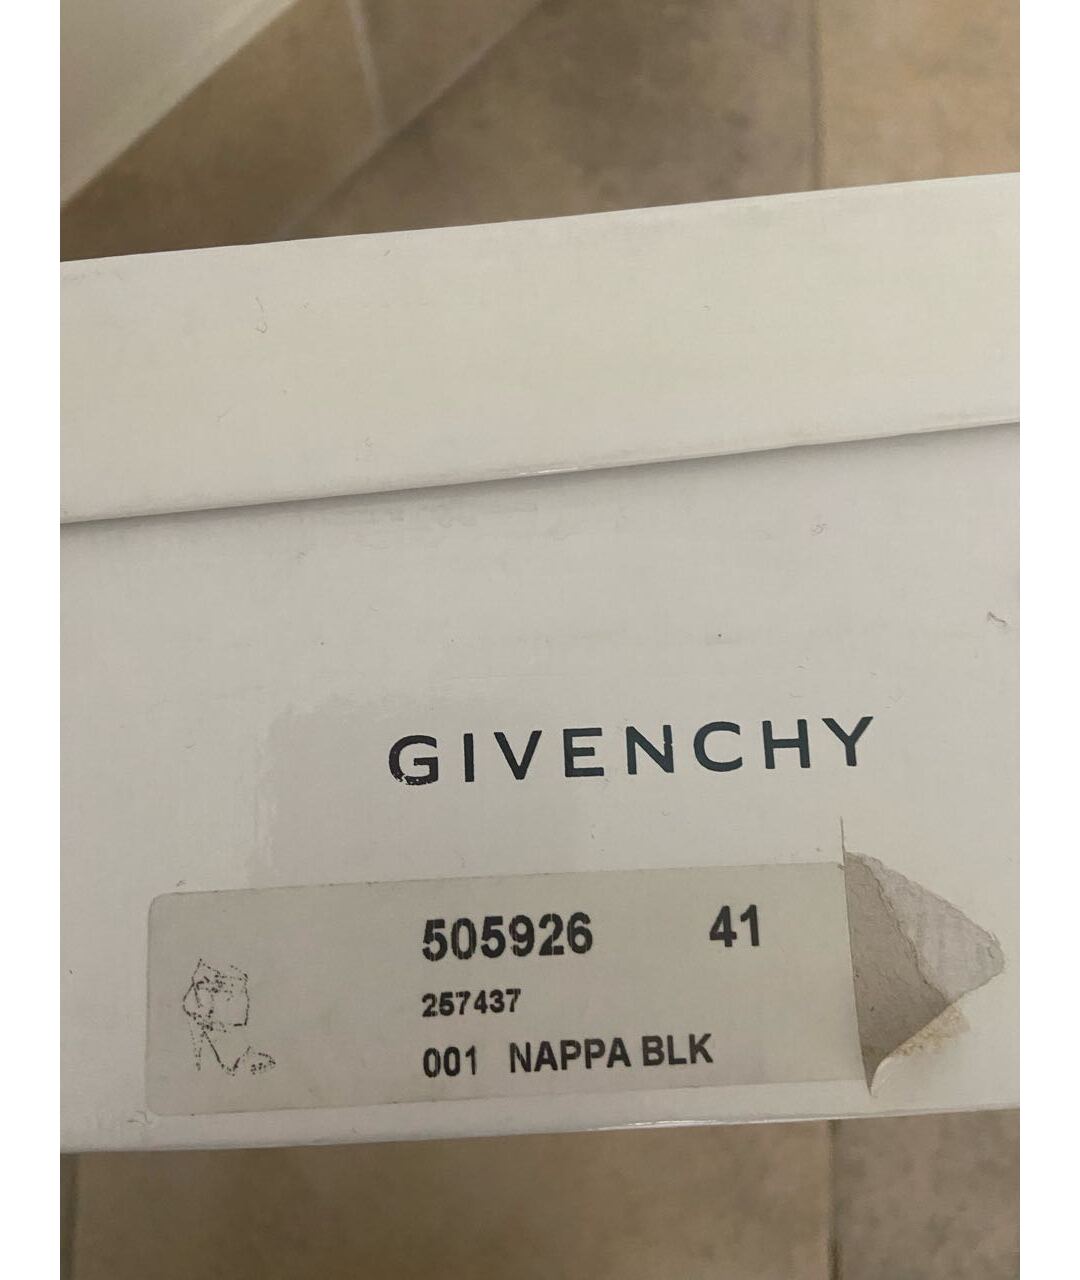 GIVENCHY
505926 41
257437
001 NAPPA BLK